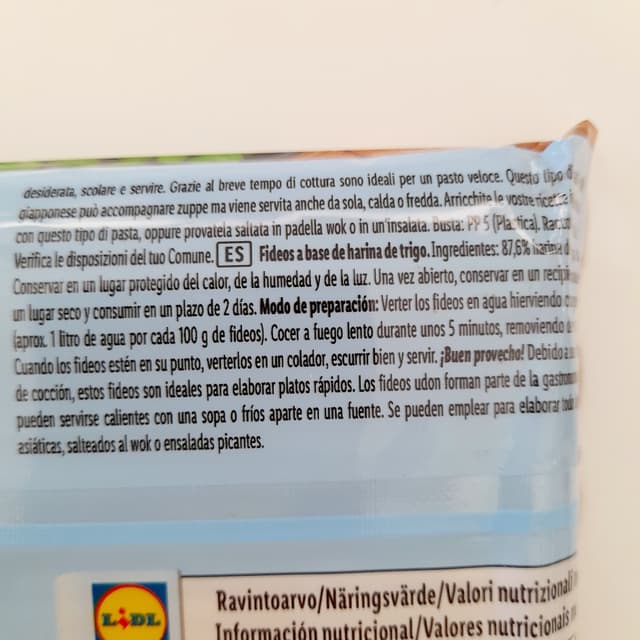 desiderata, scolare e servire. Grazie al breve tempo di cottura sono ideali per un pasto veloce. Questo tipo
giapponese può accompagnare zuppe ma viene servita anche da sola, calda o fredda. Arricchite le vostre ricette
con questo tipo di pasta, oppure provatela saltata in padella wok o in un'insalata. Busta: PP 5 (Plastica).
Verifica le disposizioni del tuo Comune. ES Fideos a base de harina de trigo. Ingredientes: 87,6% harina
Conservar en un lugar protegido del calor, de la humedad y de la luz. Una vez abierto, conservar en un
un lugar seco y consumir en un plazo de 2 días. Modo de preparación: Verter los fideos en agua hirviendo
(aprox. 1 litro de agua por cada 100 g de fideos). Cocer a fuego lento durante unos 5 minutos, removiendo
Cuando los fideos estén en su punto, verterlos en un colador, escurrir bien y servir. ¡Buen provecho! Debido
de cocción, estos fideos son ideales para elaborar platos rápidos. Los fideos udon forman parte de la
pueden servirse calientes con una sopa o fríos aparte en una fuente. Se pueden emplear para elaborar
asiáticas, salteados al wok o ensaladas picantes.
LIDL
Ravintoarvo/Näringsvärde/Valori nutrizionali
Información nutricional/Valores nutricionais